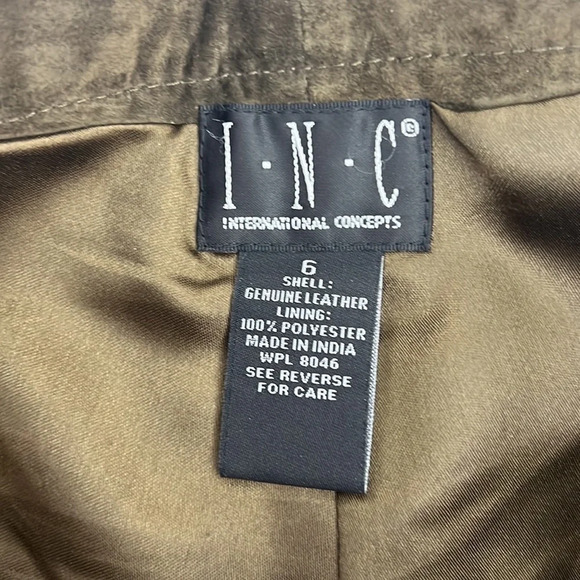 I·N·C®
INTERNATIONAL CONCEPTS
6
SHELL:
GENUINE LEATHER
LINING:
100% POLYESTER
MADE IN INDIA
WPL 8046
SEE REVERSE
FOR CARE